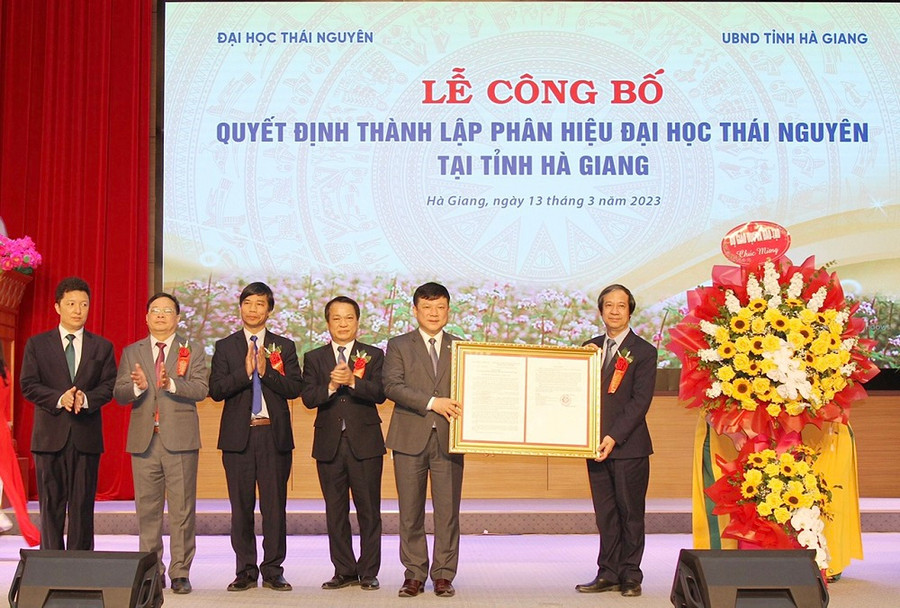 ĐẠI HỌC THÁI NGUYÊN
UBND TỈNH HÀ GIANG
LỄ CÔNG BỐ
QUYẾT ĐỊNH THÀNH LẬP PHÂN HIỆU ĐẠI HỌC THÁI NGUYÊN
TẠI TỈNH HÀ GIANG
Hà Giang, ngày 13 tháng 3 năm 2023
Chúc Mừng